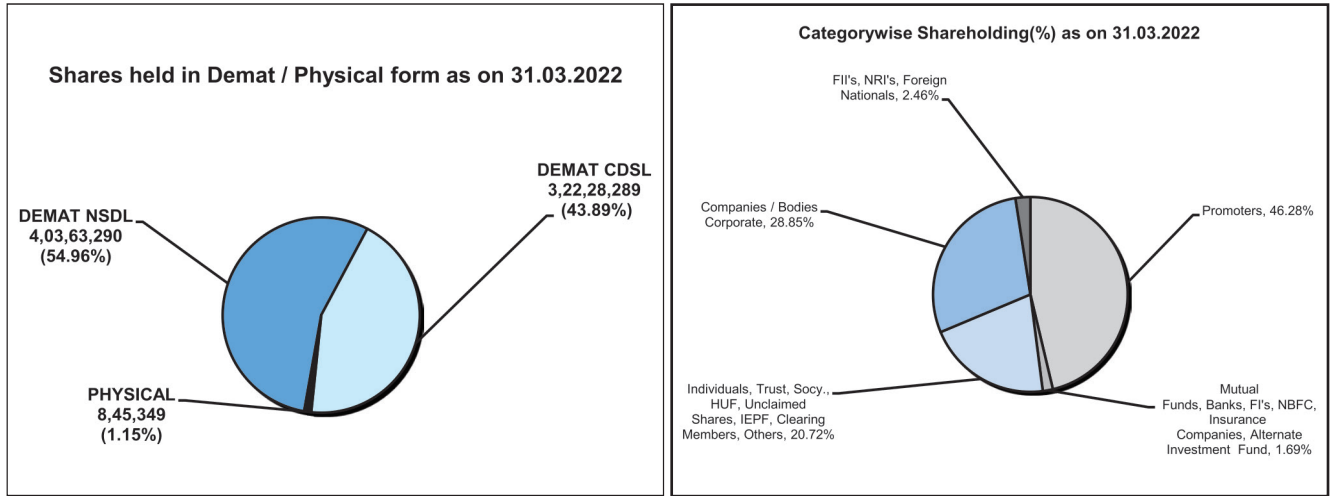 Shares held in Demat / Physical form as on 31.03.2022
DEMAT CDSL
3,22,28,289
(43.89%)
DEMAT NSDL
4,03,63,290
(54.96%)
PHYSICAL
8,45,349
(1.15%)
Categorywise Shareholding(%) as on 31.03.2022
FII's, NRI's, Foreign
Nationals, 2.46%
Companies / Bodies
Corporate, 28.85%
Promoters, 46.28%
Individuals, Trust, Socy.,
HUF, Unclaimed
Shares, IEPF, Clearing
Members, Others, 20.72%
Mutual
Funds, Banks, FI's, NBFC,
Insurance
Companies, Alternate
Investment Fund, 1.69%